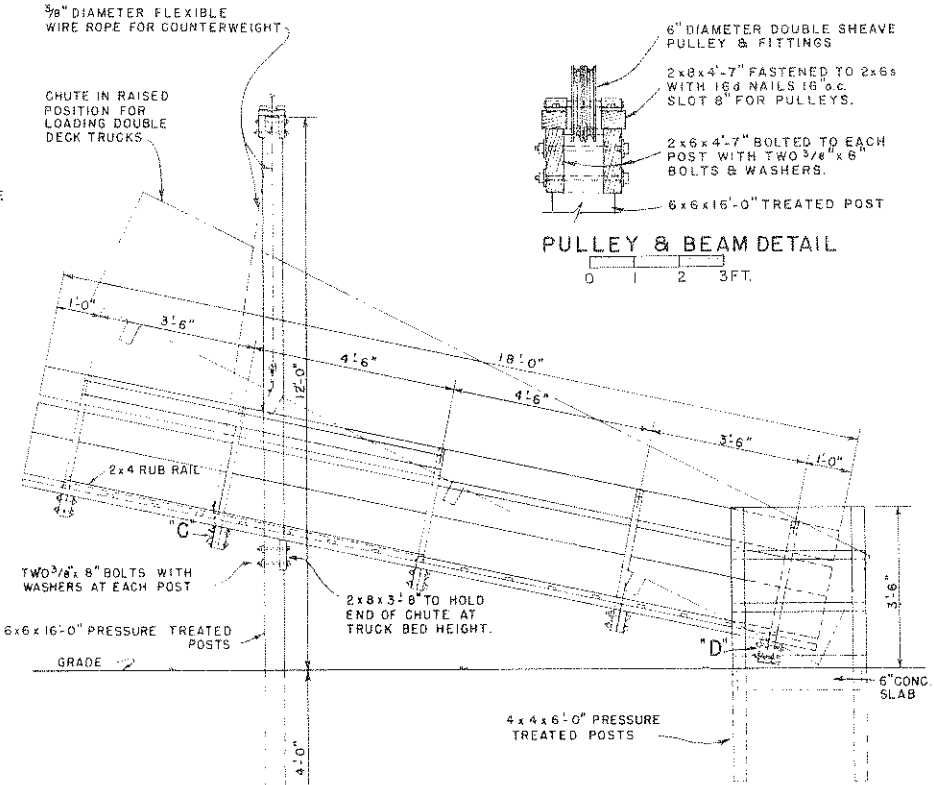 3/8" DIAMETER FLEXIBLE
WIRE ROPE FOR COUNTERWEIGHT
CHUTE IN RAISED
POSITION FOR
LOADING DOUBLE
DECK TRUCKS
6" DIAMETER DOUBLE SHEAVE
PULLEY & FITTINGS
2x8x4'-7" FASTENED TO 2x6s
WITH 16d NAILS 16" o.c.
SLOT 8" FOR PULLEYS.
2x6x4'-7" BOLTED TO EACH
POST WITH TWO 3/8" x 6"
BOLTS & WASHERS.
6x6x16'-0" TREATED POST
PULLEY & BEAM DETAIL
0 1 2 3FT.
1'-0"
3'-6"
4'-6"
18'-0"
4'-6"
3'-6"
1'-0"
12'-0"
2x4 RUB RAIL
"C"
TWO 3/8" x 8" BOLTS WITH
WASHERS AT EACH POST
2x8x3'-8" TO HOLD
END OF CHUTE AT
TRUCK BED HEIGHT.
6x6x16'-0" PRESSURE TREATED
POSTS
GRADE
"D"
3'-6"
6" CONC.
SLAB
4x4x6'-0" PRESSURE
TREATED POSTS
4'-0"